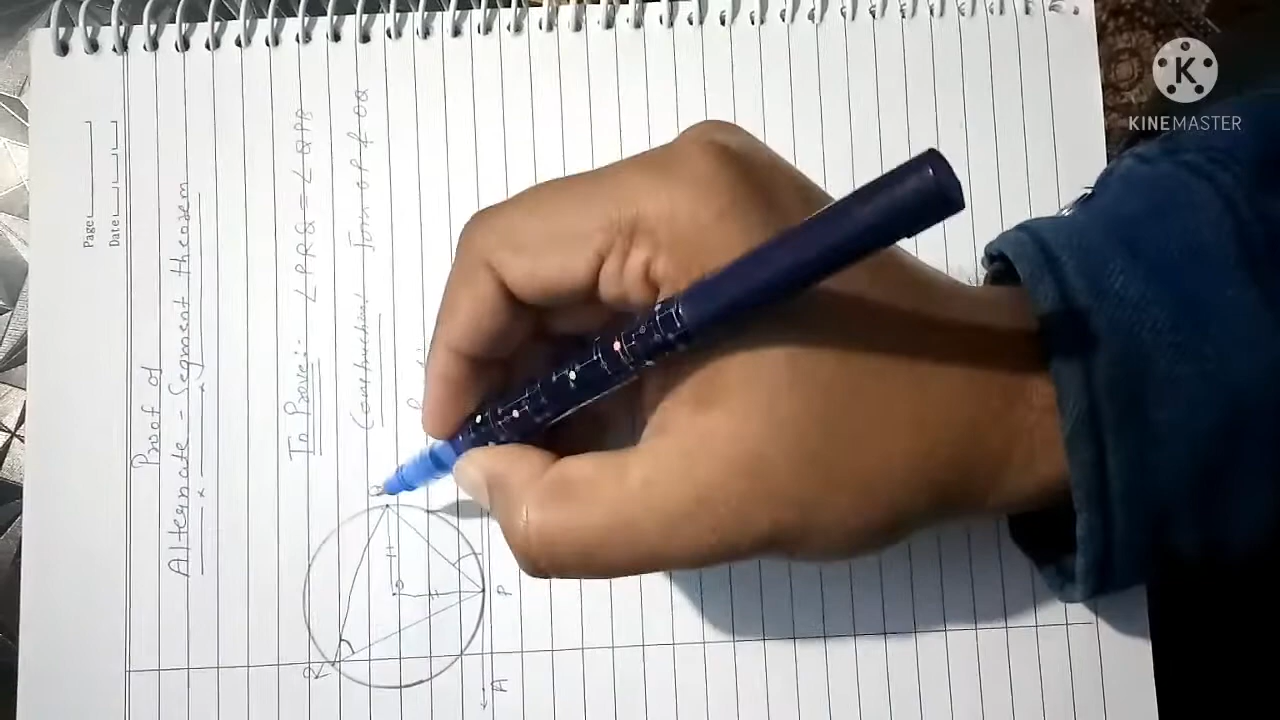 Page
Date
Proof of
Alternate - Segment theorem
To Prove:- ∠PRQ = ∠QPB
Construction Join OP & OQ
R
Q
O
P
A
KINEMASTER